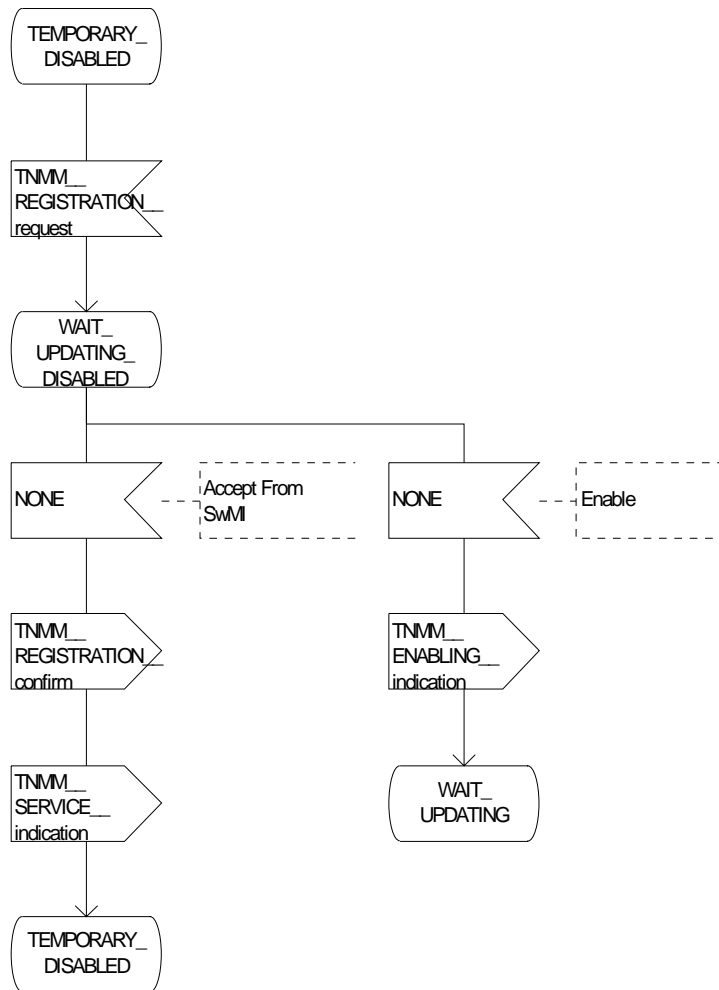 TEMPORARY_
DISABLED
TNMM__
REGISTRATION__
request
WAIT_
UPDATING_
DISABLED
NONE
Accept From
SwMI
NONE
Enable
TNMM__
REGISTRATION__
confirm
TNMM__
ENABLING__
indication
TNMM__
SERVICE__
indication
WAIT_
UPDATING
TEMPORARY_
DISABLED